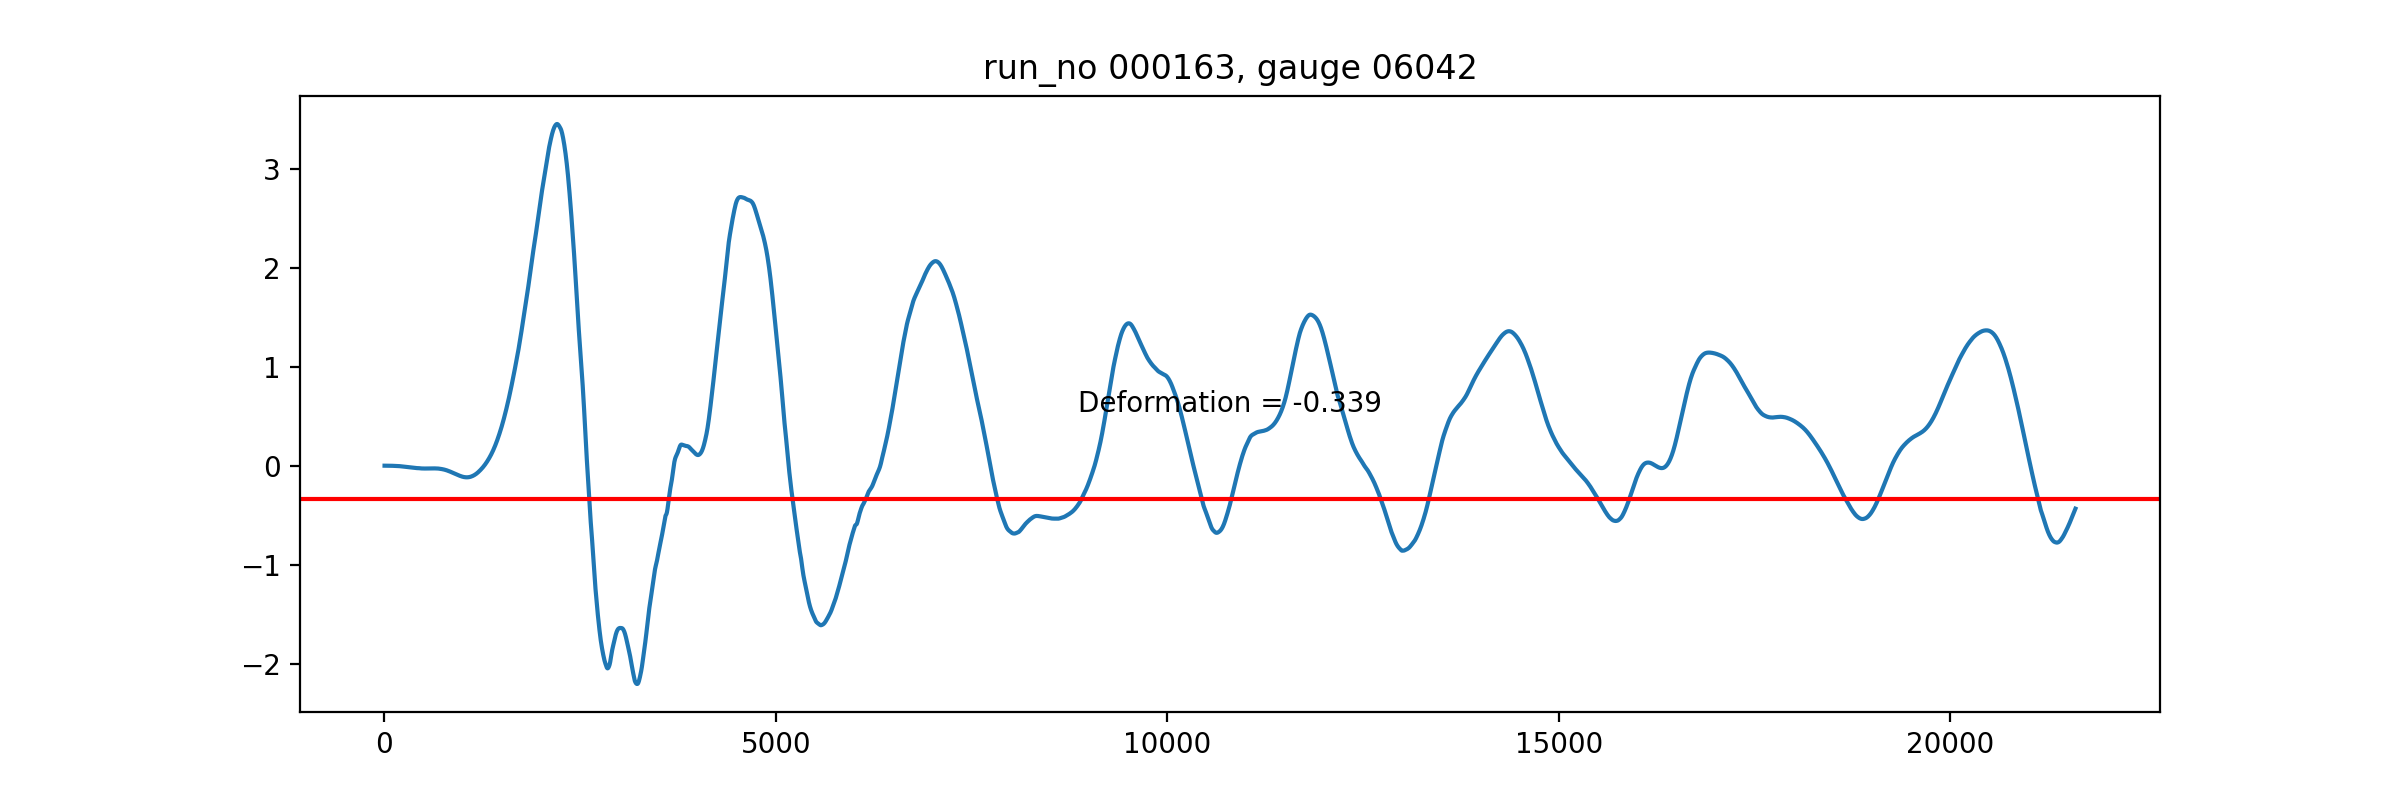 run_no 000163, gauge 06042
3
2
1
0
−1
−2
Deformation = -0.339
0 5000 10000 15000 20000